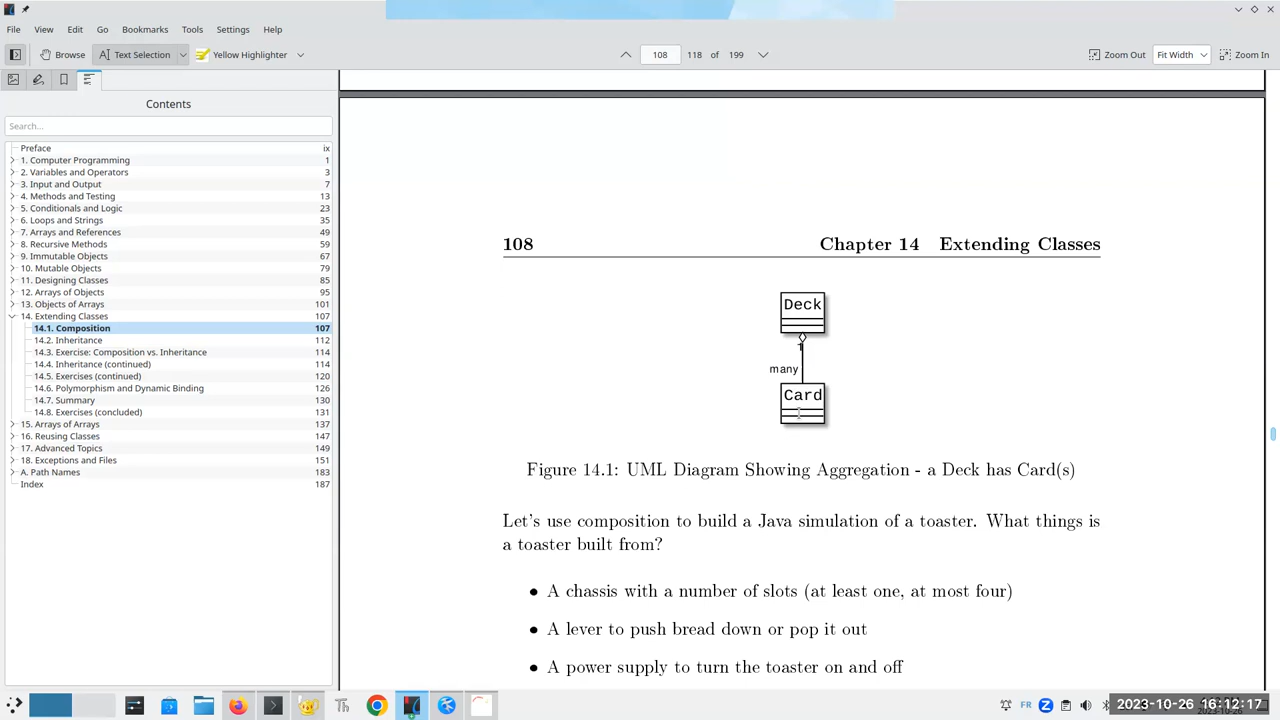 File View Edit Go Bookmarks Tools Settings Help
Browse Text Selection Yellow Highlighter 108 118 of 199 Zoom Out Fit Width Zoom In
Contents
Search...
Preface ix
1. Computer Programming 1
2. Variables and Operators 3
3. Input and Output 7
4. Methods and Testing 13
5. Conditionals and Logic 23
6. Loops and Strings 35
7. Arrays and References 49
8. Recursive Methods 59
9. Immutable Objects 67
10. Mutable Objects 79
11. Designing Classes 85
12. Arrays of Objects 95
13. Objects of Arrays 101
14. Extending Classes 107
14.1. Composition 107
14.2. Inheritance 112
14.3. Exercise: Composition vs. Inheritance 114
14.4. Inheritance (continued) 114
14.5. Exercises (continued) 120
14.6. Polymorphism and Dynamic Binding 126
14.7. Summary 130
14.8. Exercises (concluded) 131
15. Arrays of Arrays 137
16. Reusing Classes 147
17. Advanced Topics 149
18. Exceptions and Files 151
A. Path Names 183
Index 187
108 Chapter 14 Extending Classes
Deck
1
many
Card
Figure 14.1: UML Diagram Showing Aggregation - a Deck has Card(s)
Let's use composition to build a Java simulation of a toaster. What things is
a toaster built from?
• A chassis with a number of slots (at least one, at most four)
• A lever to push bread down or pop it out
• A power supply to turn the toaster on and off
FR
2023-10-26 16:12:17